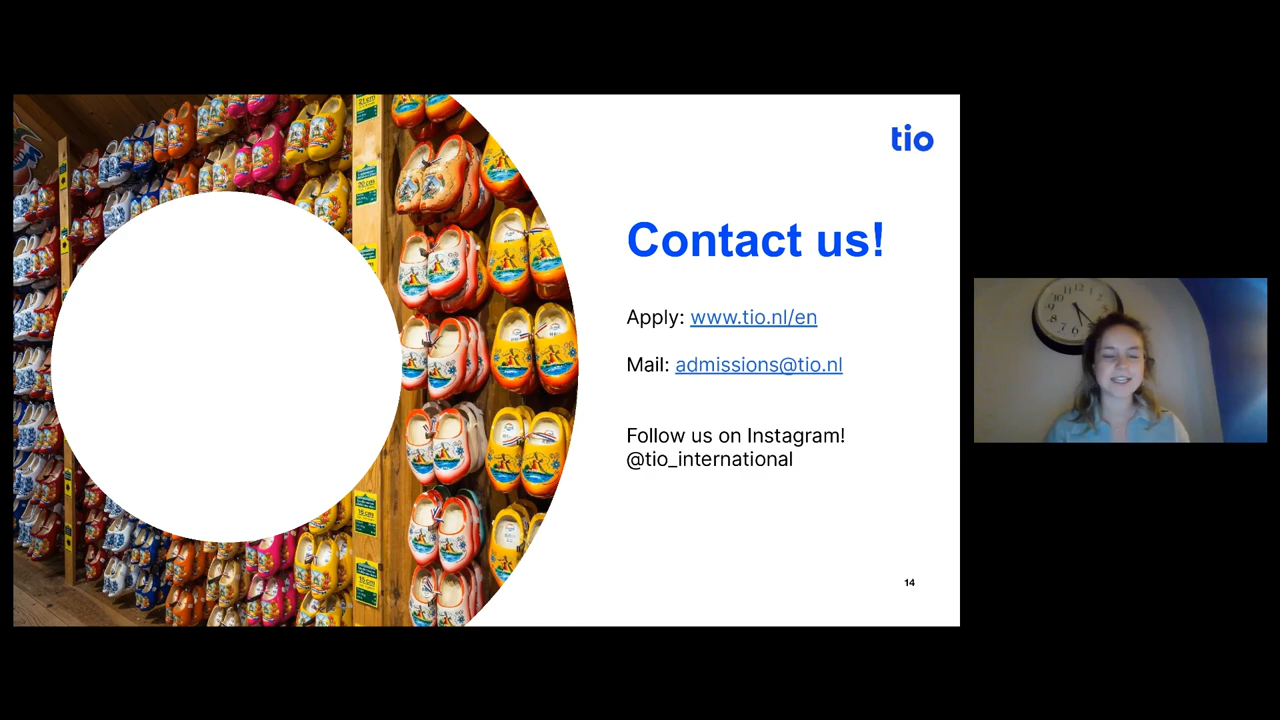 tio
Contact us!
Apply: www.tio.nl/en
Mail: admissions@tio.nl
Follow us on Instagram!
@tio_international
14